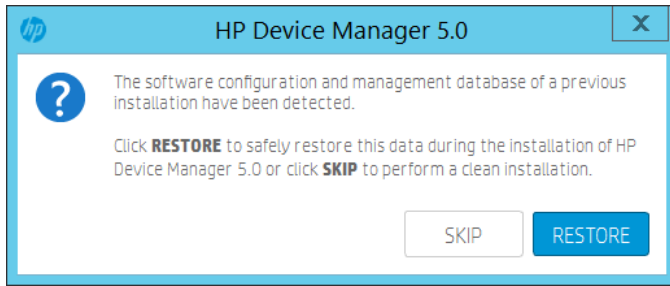 hp
HP Device Manager 5.0
X
?
The software configuration and management database of a previous
installation have been detected.
Click RESTORE to safely restore this data during the installation of HP
Device Manager 5.0 or click SKIP to perform a clean installation.
SKIP
RESTORE